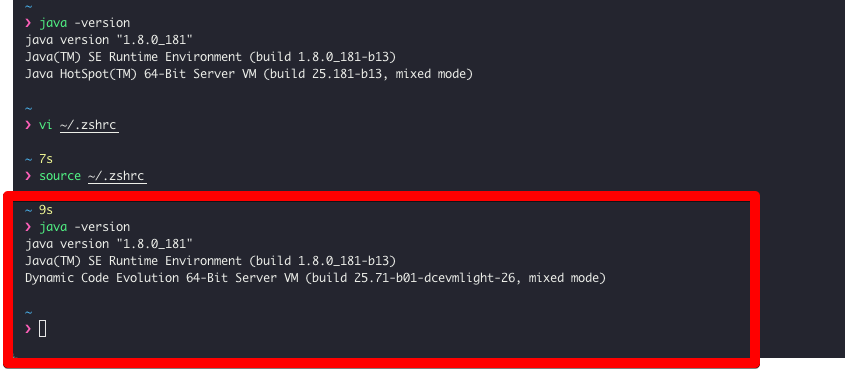 ~
❯ java -version
java version "1.8.0_181"
Java(TM) SE Runtime Environment (build 1.8.0_181-b13)
Java HotSpot(TM) 64-Bit Server VM (build 25.181-b13, mixed mode)
~
❯ vi ~/.zshrc
~ 7s
❯ source ~/.zshrc
~ 9s
❯ java -version
java version "1.8.0_181"
Java(TM) SE Runtime Environment (build 1.8.0_181-b13)
Dynamic Code Evolution 64-Bit Server VM (build 25.71-b01-dcevmlight-26, mixed mode)
~
❯